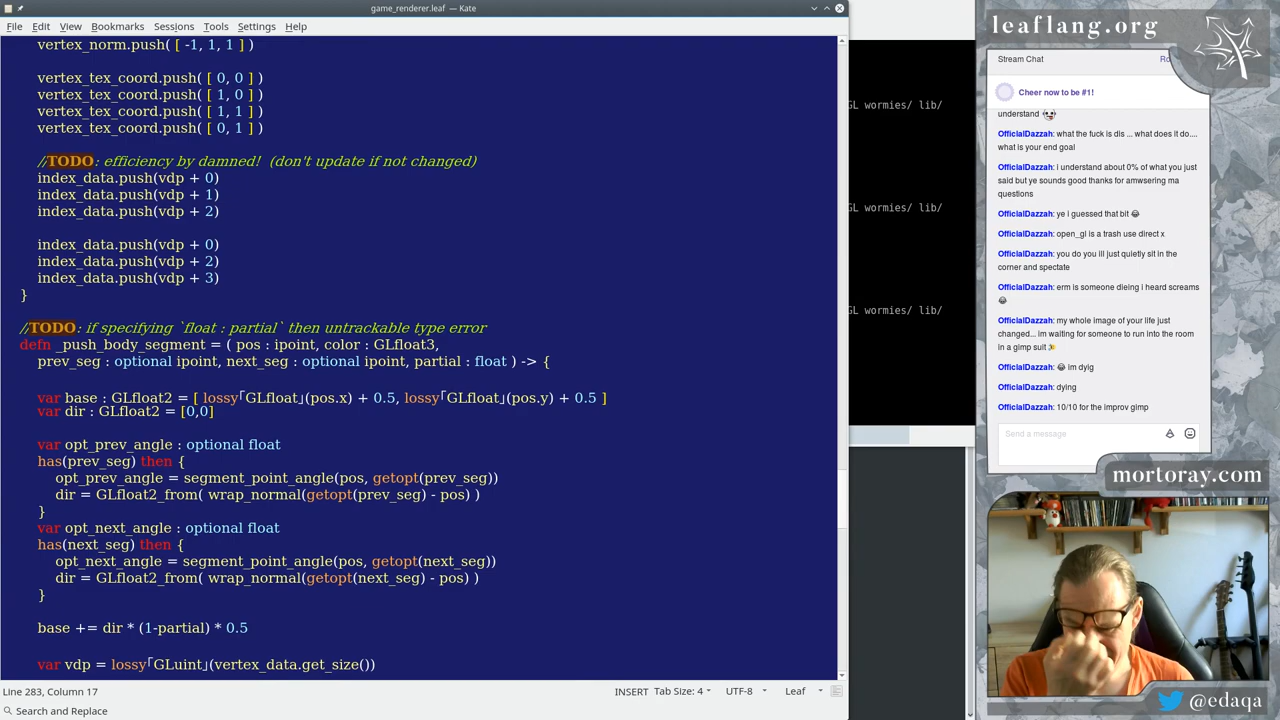 game_renderer.leaf — Kate
File Edit View Bookmarks Sessions Tools Settings Help
vertex_norm.push( [ -1, 1, 1 ] )
vertex_tex_coord.push( [ 0, 0 ] )
vertex_tex_coord.push( [ 1, 0 ] )
vertex_tex_coord.push( [ 1, 1 ] )
vertex_tex_coord.push( [ 0, 1 ] )
//TODO: efficiency by damned!  (don't update if not changed)
index_data.push(vdp + 0)
index_data.push(vdp + 1)
index_data.push(vdp + 2)
index_data.push(vdp + 0)
index_data.push(vdp + 2)
index_data.push(vdp + 3)
}
//TODO: if specifying `float : partial` then untrackable type error
defn _push_body_segment = ( pos : ipoint, color : GLfloat3,
prev_seg : optional ipoint, next_seg : optional ipoint, partial : float ) -> {
var base : GLfloat2 = [ lossy「GLfloat」(pos.x) + 0.5, lossy「GLfloat」(pos.y) + 0.5 ]
var dir : GLfloat2 = [0,0]
var opt_prev_angle : optional float
has(prev_seg) then {
opt_prev_angle = segment_point_angle(pos, getopt(prev_seg))
dir = GLfloat2_from( wrap_normal(getopt(prev_seg) - pos) )
}
var opt_next_angle : optional float
has(next_seg) then {
opt_next_angle = segment_point_angle(pos, getopt(next_seg))
dir = GLfloat2_from( wrap_normal(getopt(next_seg) - pos) )
}
base += dir * (1-partial) * 0.5
var vdp = lossy「GLuint」(vertex_data.get_size())
Line 283, Column 17
INSERT Tab Size: 4 UTF-8 Leaf
Search and Replace
GL wormies/ lib/
GL wormies/ lib/
GL wormies/ lib/
leaflang.org
Stream Chat
Cheer now to be #1!
understand
OfficialDazzah: what the fuck is dis ... what does it do....
what is your end goal
OfficialDazzah: i understand about 0% of what you just
said but ye sounds good thanks for amwsering ma
questions
OfficialDazzah: ye i guessed that bit 😂
OfficialDazzah: open_gl is a trash use direct x
OfficialDazzah: you do you ill just quietly sit in the
corner and spectate
OfficialDazzah: erm is someone dieing i heard screams
😂
OfficialDazzah: my whole image of your life just
changed... im waiting for someone to run into the room
in a gimp suit
OfficialDazzah: 😂 im dyig
OfficialDazzah: dying
OfficialDazzah: 10/10 for the improv gimp
Send a message
mortoray.com
@edaqa